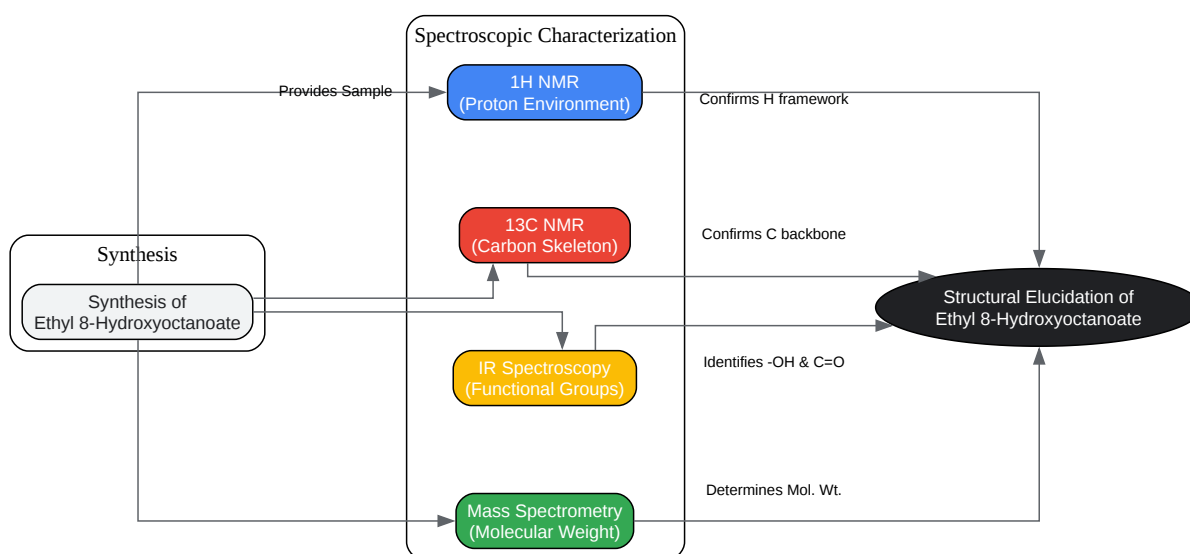 Spectroscopic Characterization
1H NMR
(Proton Environment)
Provides Sample
Confirms H framework
13C NMR
(Carbon Skeleton)
Confirms C backbone
Synthesis
Synthesis of
Ethyl 8-Hydroxyoctanoate
Structural Elucidation of
Ethyl 8-Hydroxyoctanoate
IR Spectroscopy
(Functional Groups)
Identifies -OH & C=O
Mass Spectrometry
(Molecular Weight)
Determines Mol. Wt.